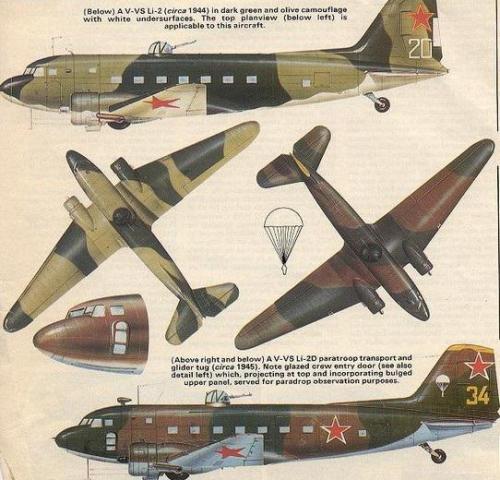 (Below) A V-VS Li-2 (circa 1944) in dark green and olive camouflage
with white undersurfaces. The top planview (below left) is
applicable to this aircraft.
20
(Above right and below) A V-VS Li-2D paratroop transport and
glider tug (circa 1945). Note glazed crew entry door (see also
detail left) which, projecting at top and incorporating bulged
upper panel, served for paradrop observation purposes.
34